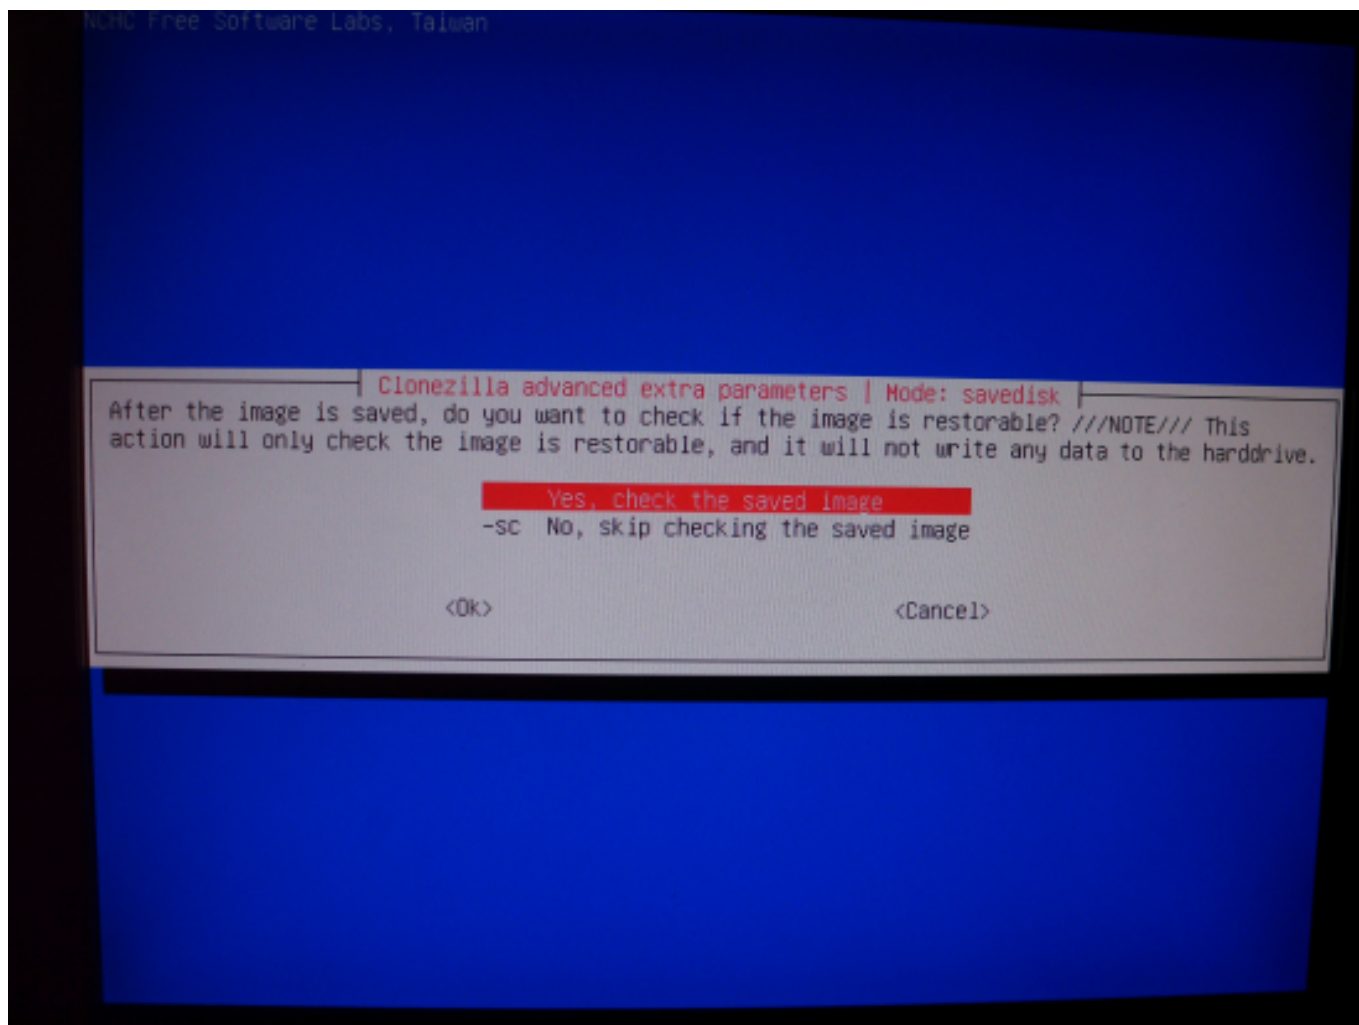 NCHC Free Software Labs, Taiwan
Clonezilla advanced extra parameters | Mode: savedisk
After the image is saved, do you want to check if the image is restorable? ///NOTE/// This
action will only check the image is restorable, and it will not write any data to the harddrive.
Yes, check the saved image
-sc No, skip checking the saved image
<Ok> <Cancel>